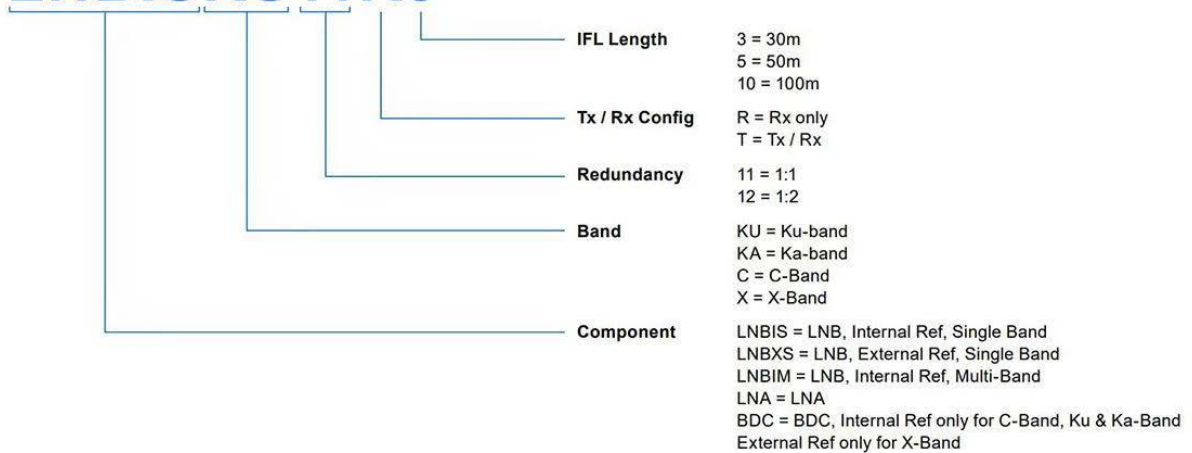 IFL Length 3 = 30m
5 = 50m
10 = 100m
Tx / Rx Config R = Rx only
T = Tx / Rx
Redundancy 11 = 1:1
12 = 1:2
Band KU = Ku-band
KA = Ka-band
C = C-Band
X = X-Band
Component LNBIS = LNB, Internal Ref, Single Band
LNBXS = LNB, External Ref, Single Band
LNBIM = LNB, Internal Ref, Multi-Band
LNA = LNA
BDC = BDC, Internal Ref only for C-Band, Ku & Ka-Band
External Ref only for X-Band